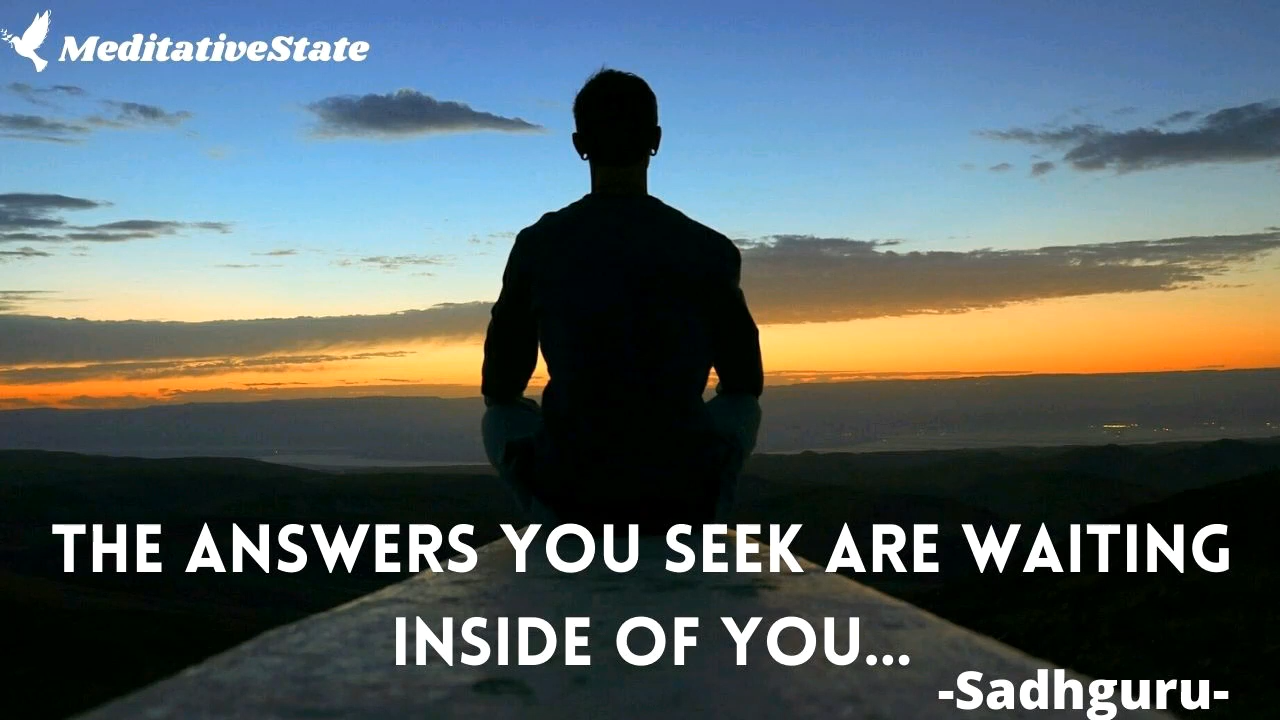 MeditativeState
THE ANSWERS YOU SEEK ARE WAITING
INSIDE OF YOU...
-Sadhguru-